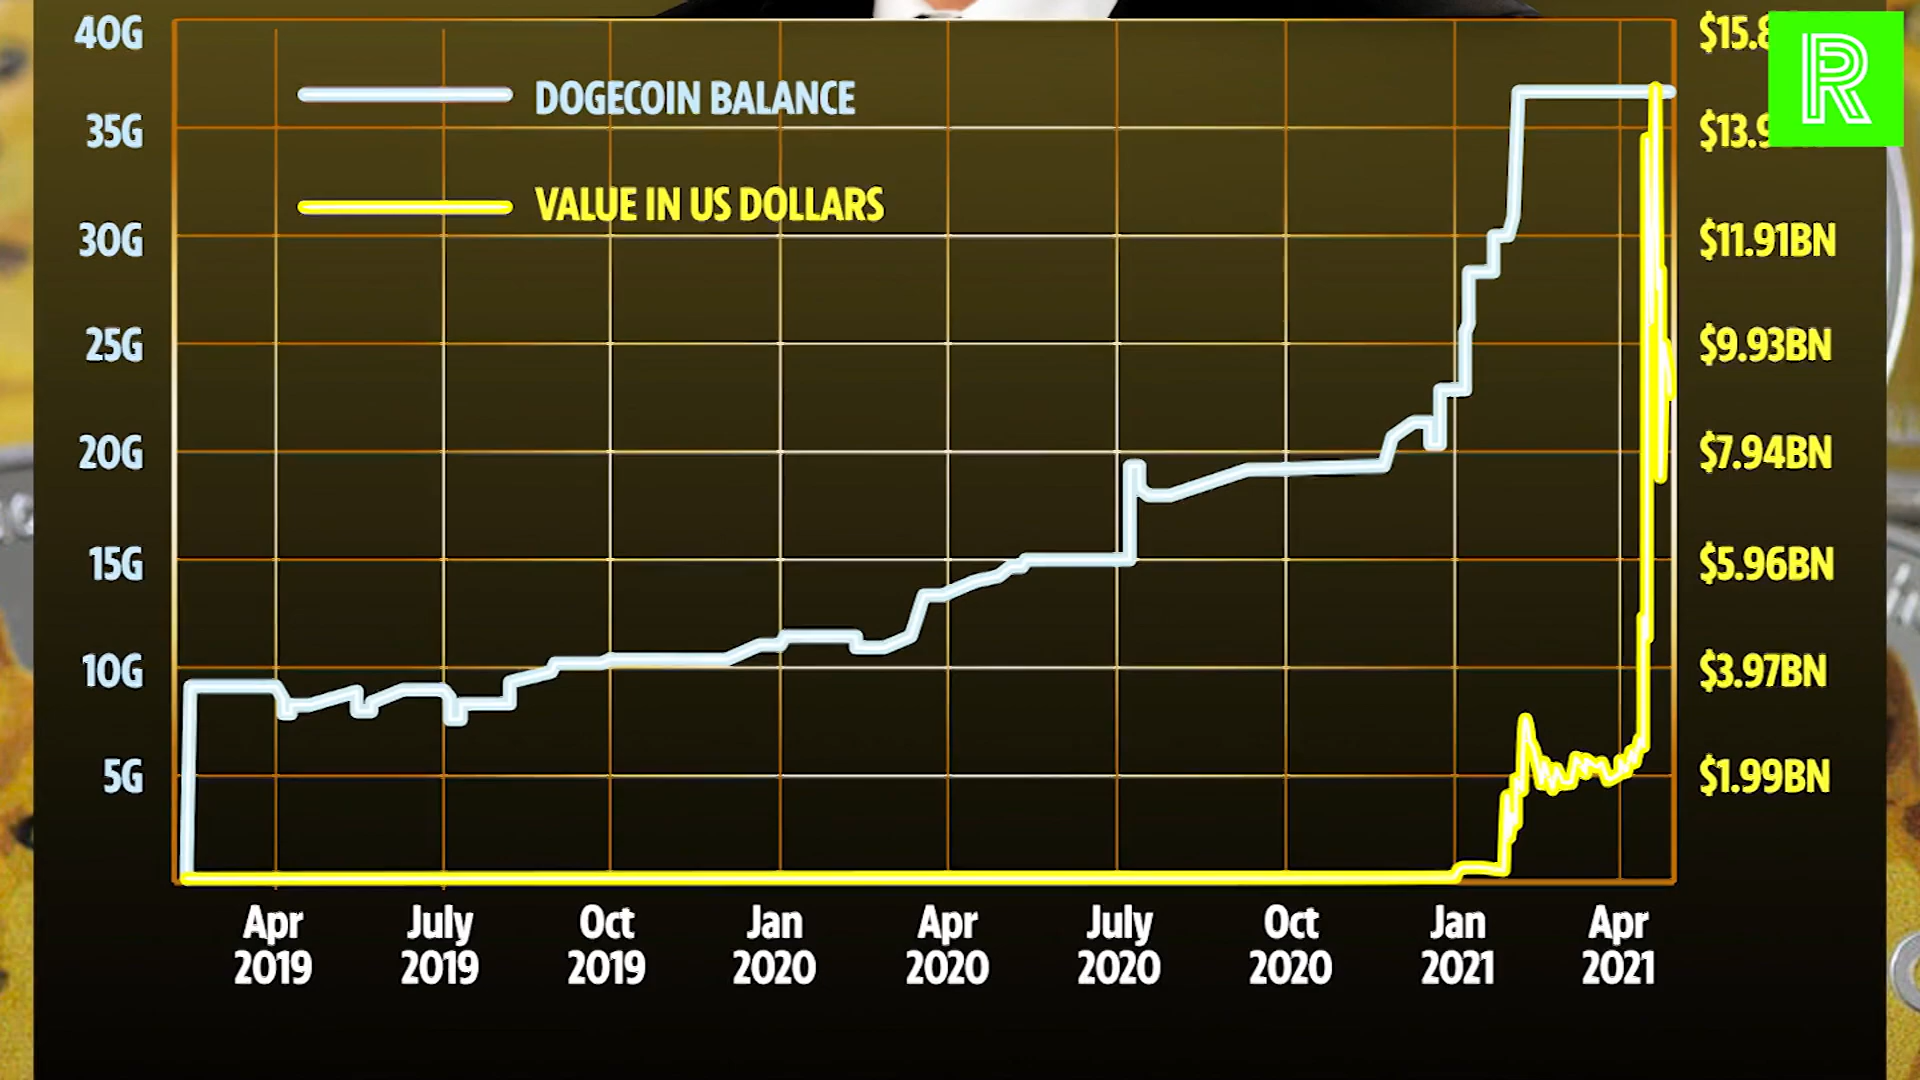 40G
35G
30G
25G
20G
15G
10G
5G
DOGECOIN BALANCE
VALUE IN US DOLLARS
$11.91BN
$9.93BN
$7.94BN
$5.96BN
$3.97BN
$1.99BN
Apr 2019
July 2019
Oct 2019
Jan 2020
Apr 2020
July 2020
Oct 2020
Jan 2021
Apr 2021
R